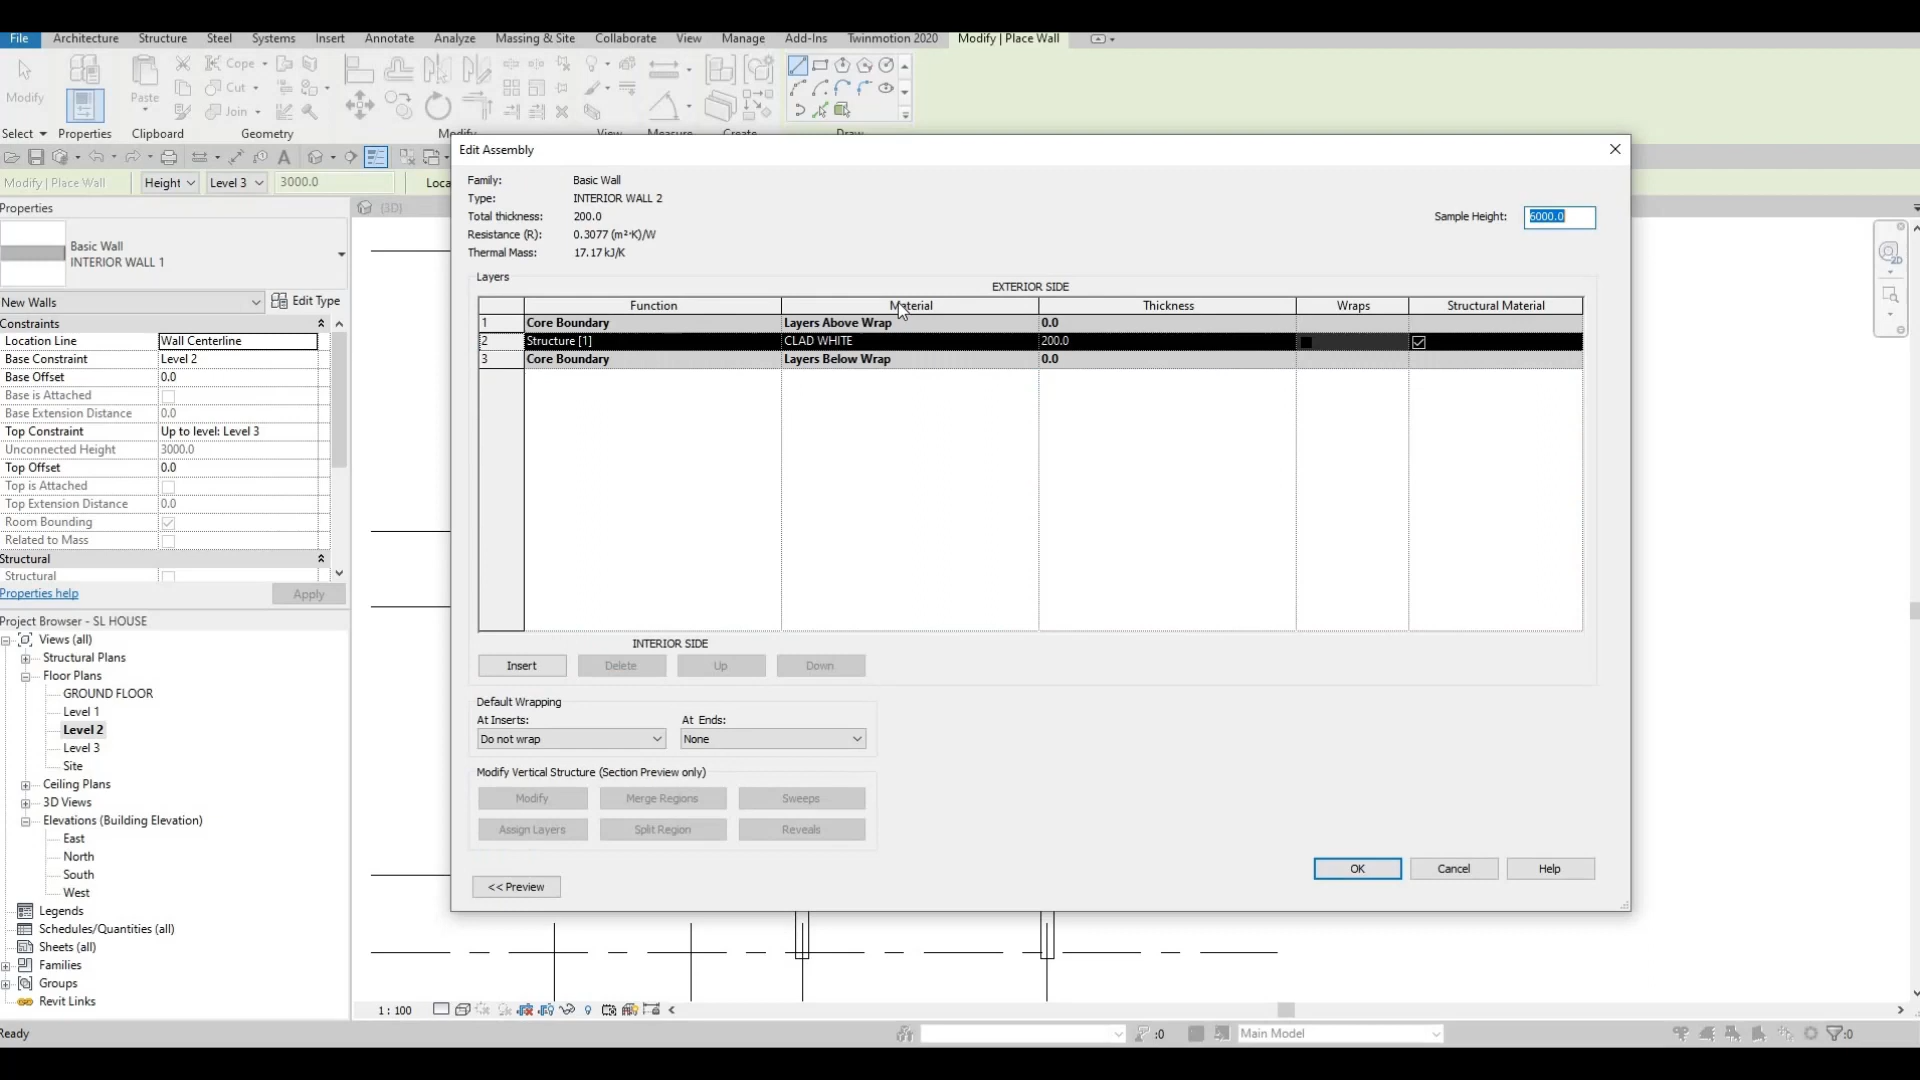 File Architecture Structure Steel Systems Insert Annotate Analyze Massing & Site Collaborate View Manage Add-Ins Twinmotion 2020 Modify | Place Wall
Cope
Cut
Join
Modify
Paste
Select Properties Clipboard Geometry Modify View Measure Create Draw
Modify | Place Wall Height Level 3 3000.0 Loca
Properties
{3D}
Basic Wall
INTERIOR WALL 1
New Walls Edit Type
Constraints
Location Line Wall Centerline
Base Constraint Level 2
Base Offset 0.0
Base is Attached
Base Extension Distance 0.0
Top Constraint Up to level: Level 3
Unconnected Height 3000.0
Top Offset 0.0
Top is Attached
Top Extension Distance 0.0
Room Bounding
Related to Mass
Structural
Structural
Properties help Apply
Project Browser - SL HOUSE
Views (all)
Structural Plans
Floor Plans
GROUND FLOOR
Level 1
Level 2
Level 3
Site
Ceiling Plans
3D Views
Elevations (Building Elevation)
East
North
South
West
Legends
Schedules/Quantities (all)
Sheets (all)
Families
Groups
Revit Links
Edit Assembly
Family: Basic Wall
Type: INTERIOR WALL 2
Total thickness: 200.0
Resistance (R): 0.3077 (m²·K)/W
Thermal Mass: 17.17 kJ/K
Sample Height: 6000.0
Layers
EXTERIOR SIDE
Function Material Thickness Wraps Structural Material
1 Core Boundary Layers Above Wrap 0.0
2 Structure [1] CLAD WHITE 200.0
3 Core Boundary Layers Below Wrap 0.0
INTERIOR SIDE
Insert Delete Up Down
Default Wrapping
At Inserts: At Ends:
Do not wrap None
Modify Vertical Structure (Section Preview only)
Modify Merge Regions Sweeps
Assign Layers Split Region Reveals
<< Preview OK Cancel Help
2D
1 : 100
Ready :0 Main Model :0